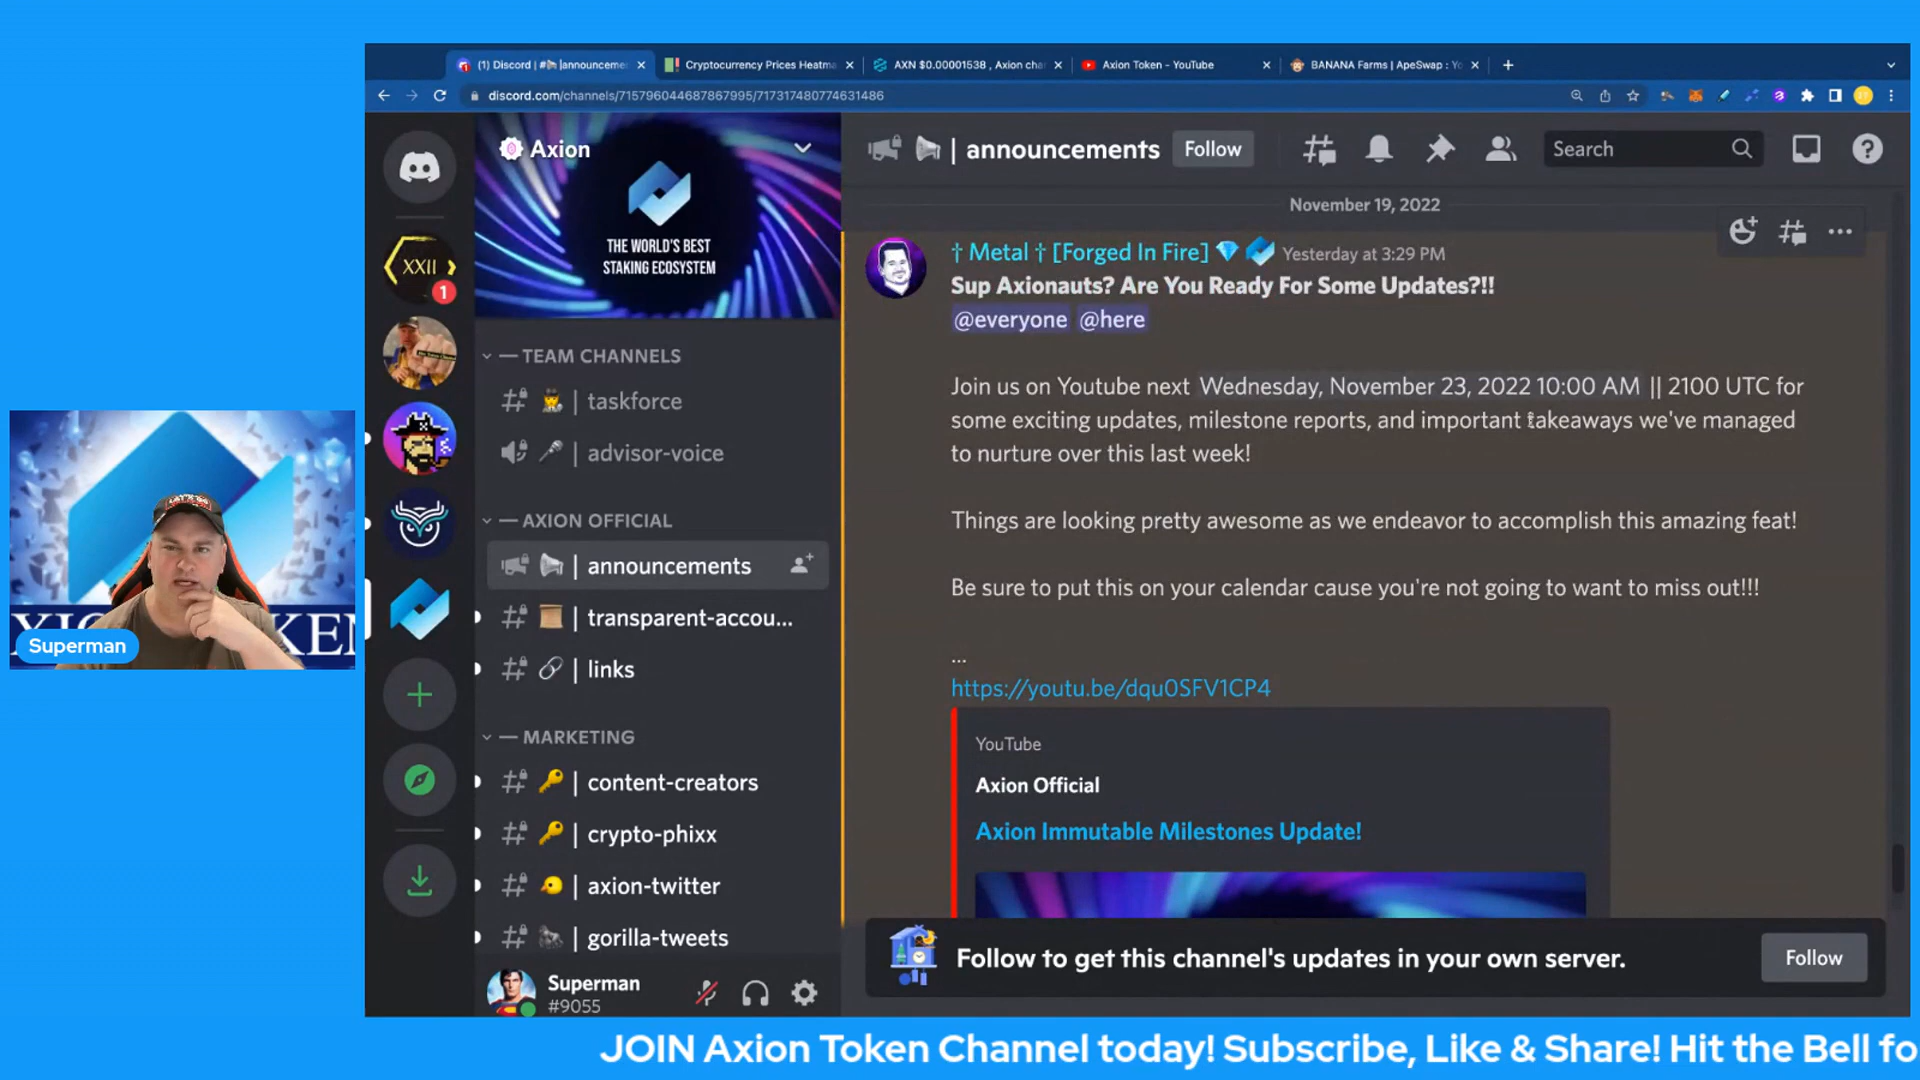 (1) Discord | #📢|announceme
Cryptocurrency Prices Heatma
AXN $0.00001538 , Axion cha
Axion Token - YouTube
BANANA Farms | ApeSwap : Yo
discord.com/channels/715796044687867995/717317480774631486
Axion
THE WORLD'S BEST
STAKING ECOSYSTEM
XXII
1
— TEAM CHANNELS
| taskforce
| advisor-voice
— AXION OFFICIAL
| announcements
| transparent-accou...
| links
— MARKETING
| content-creators
| crypto-phixx
| axion-twitter
| gorilla-tweets
Superman
#9055
| announcements
Follow
Search
November 19, 2022
† Metal † [Forged In Fire] Yesterday at 3:29 PM
Sup Axionauts? Are You Ready For Some Updates?!!
@everyone @here
Join us on Youtube next Wednesday, November 23, 2022 10:00 AM || 2100 UTC for
some exciting updates, milestone reports, and important takeaways we've managed
to nurture over this last week!
Things are looking pretty awesome as we endeavor to accomplish this amazing feat!
Be sure to put this on your calendar cause you're not going to want to miss out!!!
...
https://youtu.be/dqu0SFV1CP4
YouTube
Axion Official
Axion Immutable Milestones Update!
Follow to get this channel's updates in your own server.
Follow
Superman
JOIN Axion Token Channel today! Subscribe, Like & Share! Hit the Bell fo